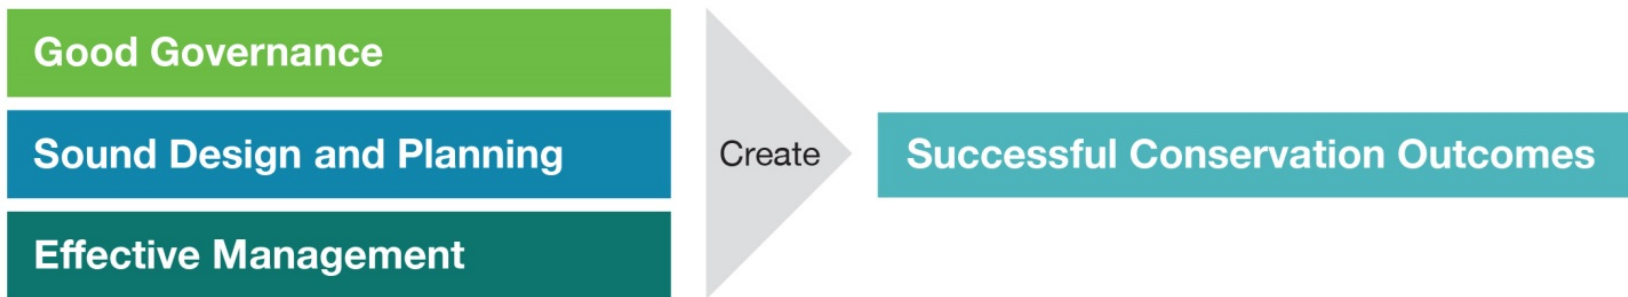 Good Governance
Sound Design and Planning
Effective Management
Create
Successful Conservation Outcomes